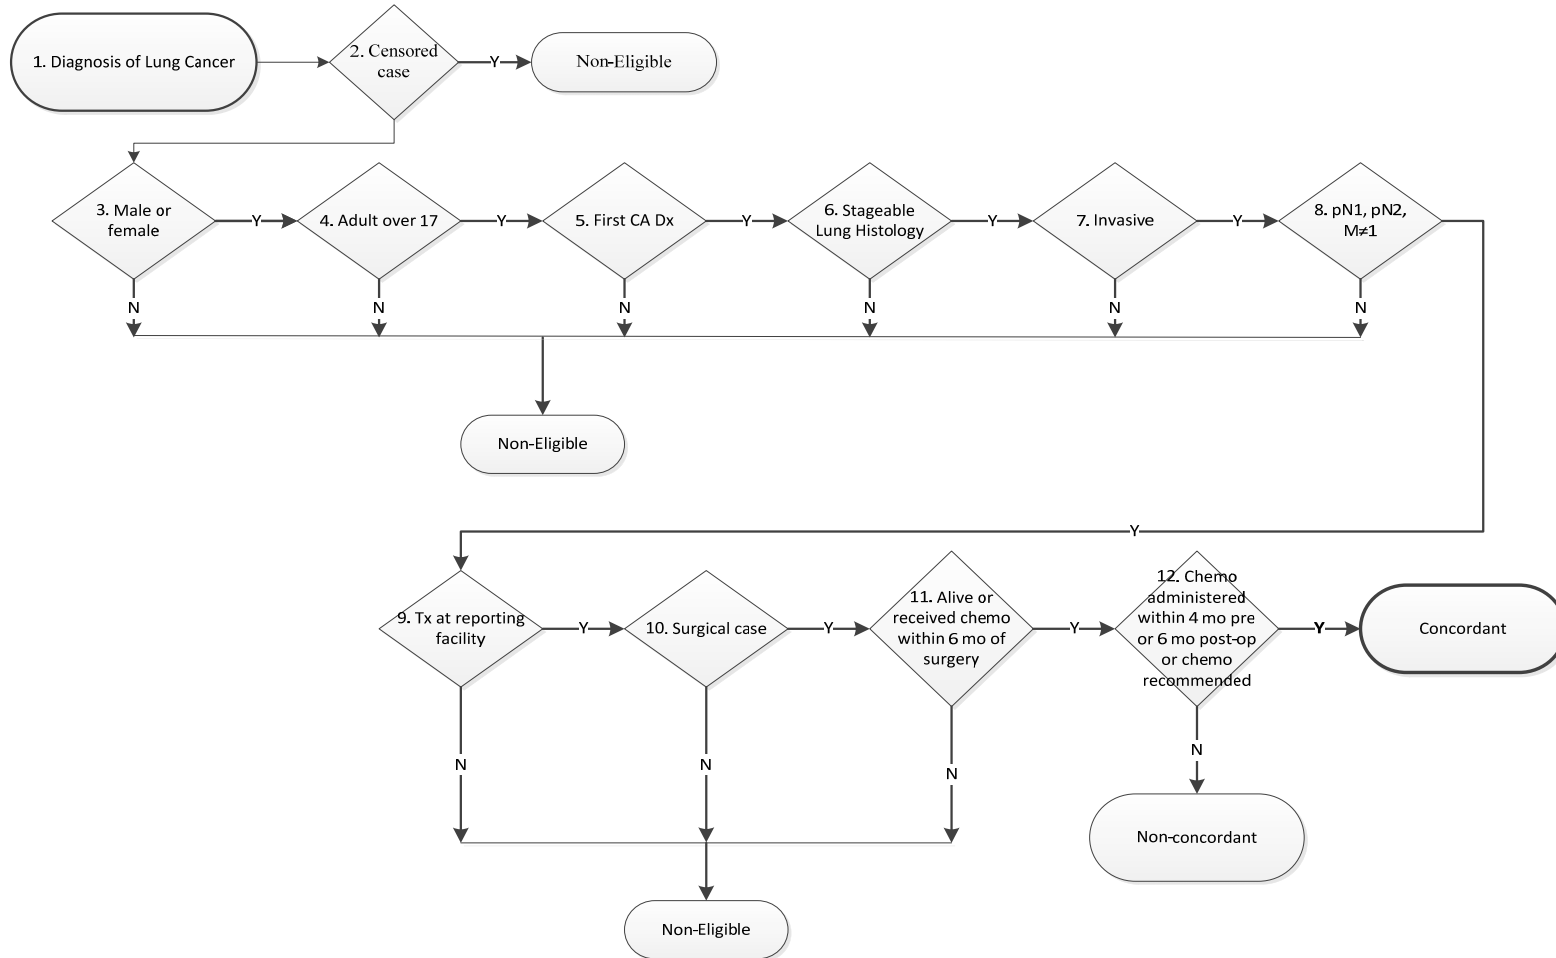 1. Diagnosis of Lung Cancer
2. Censored
case
Y
Non-Eligible
3. Male or
female
Y
4. Adult over 17
Y
5. First CA Dx
Y
6. Stageable
Lung Histology
Y
7. Invasive
Y
8. pN1, pN2,
M≠1
N
N
N
N
N
N
Non-Eligible
Y
9. Tx at reporting
facility
Y
10. Surgical case
Y
11. Alive or
received chemo
within 6 mo of
surgery
Y
12. Chemo
administered
within 4 mo pre
or 6 mo post-op
or chemo
recommended
Y
Concordant
N
N
N
N
Non-concordant
Non-Eligible